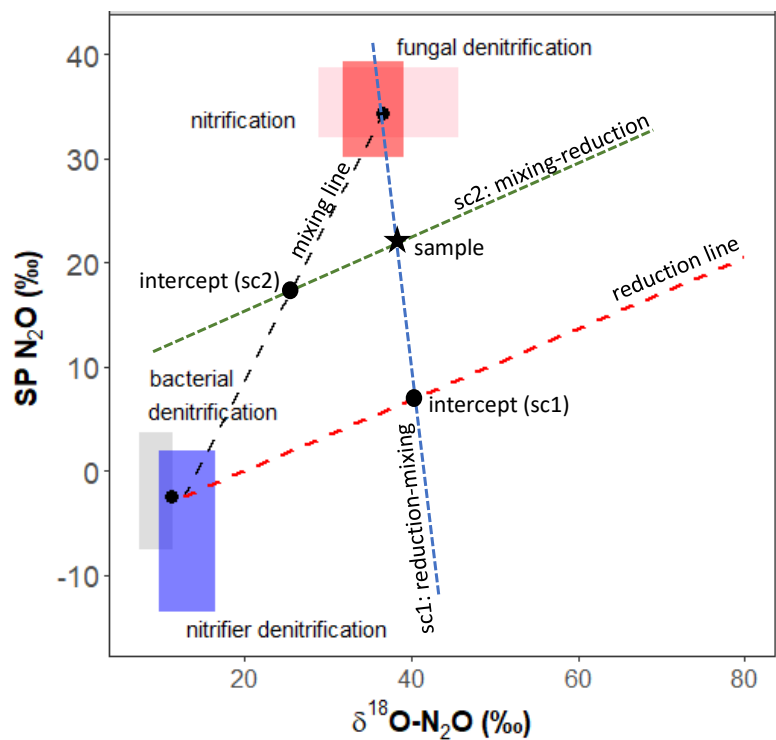 fungal denitrification
nitrification
mixing line
sc2: mixing-reduction
sample
reduction line
intercept (sc2)
bacterial
denitrification
intercept (sc1)
sc1: reduction-mixing
nitrifier denitrification
40
30
20
10
0
-10
SP N₂O (‰)
20
40
60
80
δ¹⁸O-N₂O (‰)